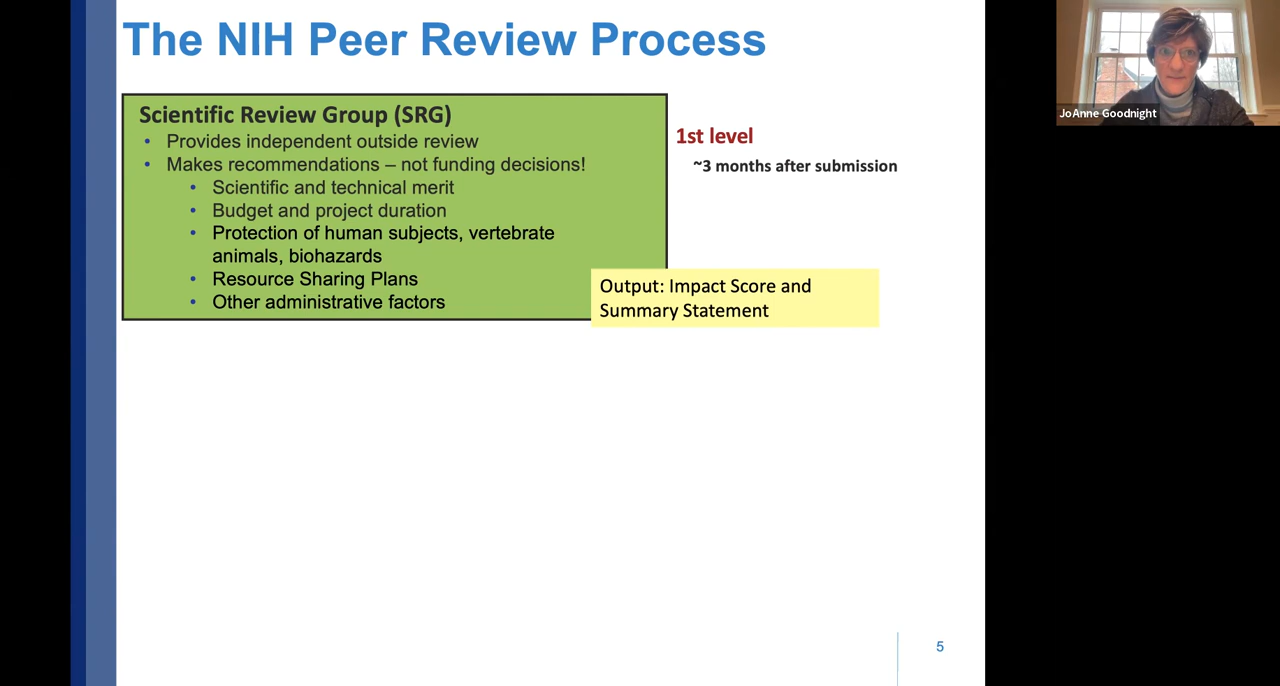 The NIH Peer Review Process
JoAnne Goodnight
Scientific Review Group (SRG)
• Provides independent outside review
• Makes recommendations – not funding decisions!
• Scientific and technical merit
• Budget and project duration
• Protection of human subjects, vertebrate
animals, biohazards
• Resource Sharing Plans
• Other administrative factors
1st level
~3 months after submission
Output: Impact Score and
Summary Statement
5